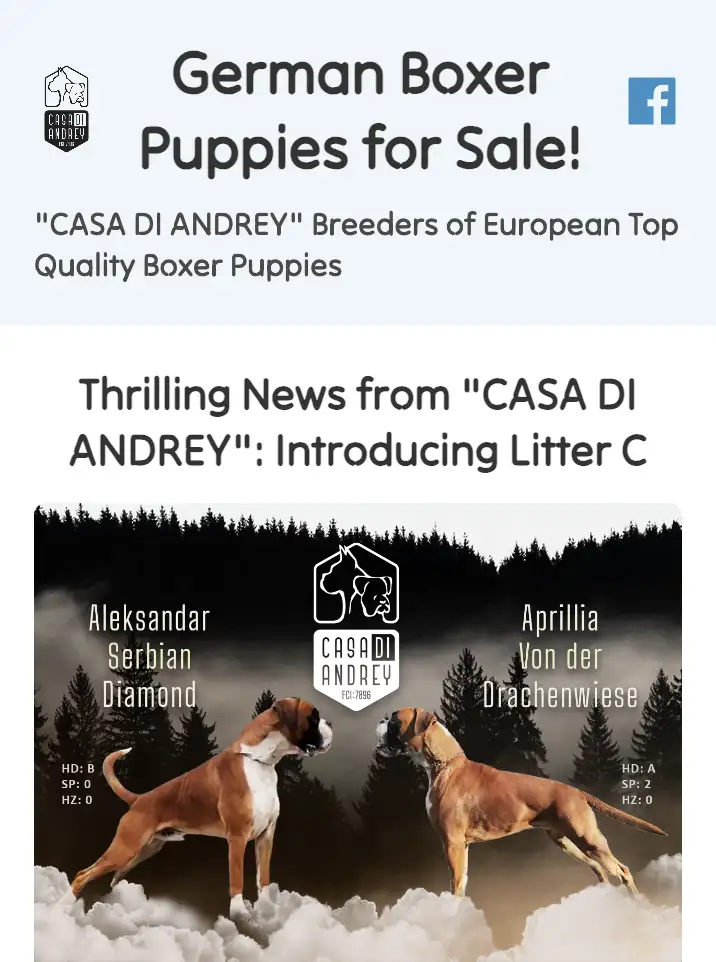 German Boxer
Puppies for Sale!
CASA DI
ANDREY
"CASA DI ANDREY" Breeders of European Top
Quality Boxer Puppies
Thrilling News from "CASA DI
ANDREY": Introducing Litter C
Aleksandar
Serbian
Diamond
CASA DI
ANDREY
FCI:7896
Aprillia
Von der
Drachenwiese
HD: B
SP: 0
HZ: 0
HD: A
SP: 2
HZ: 0